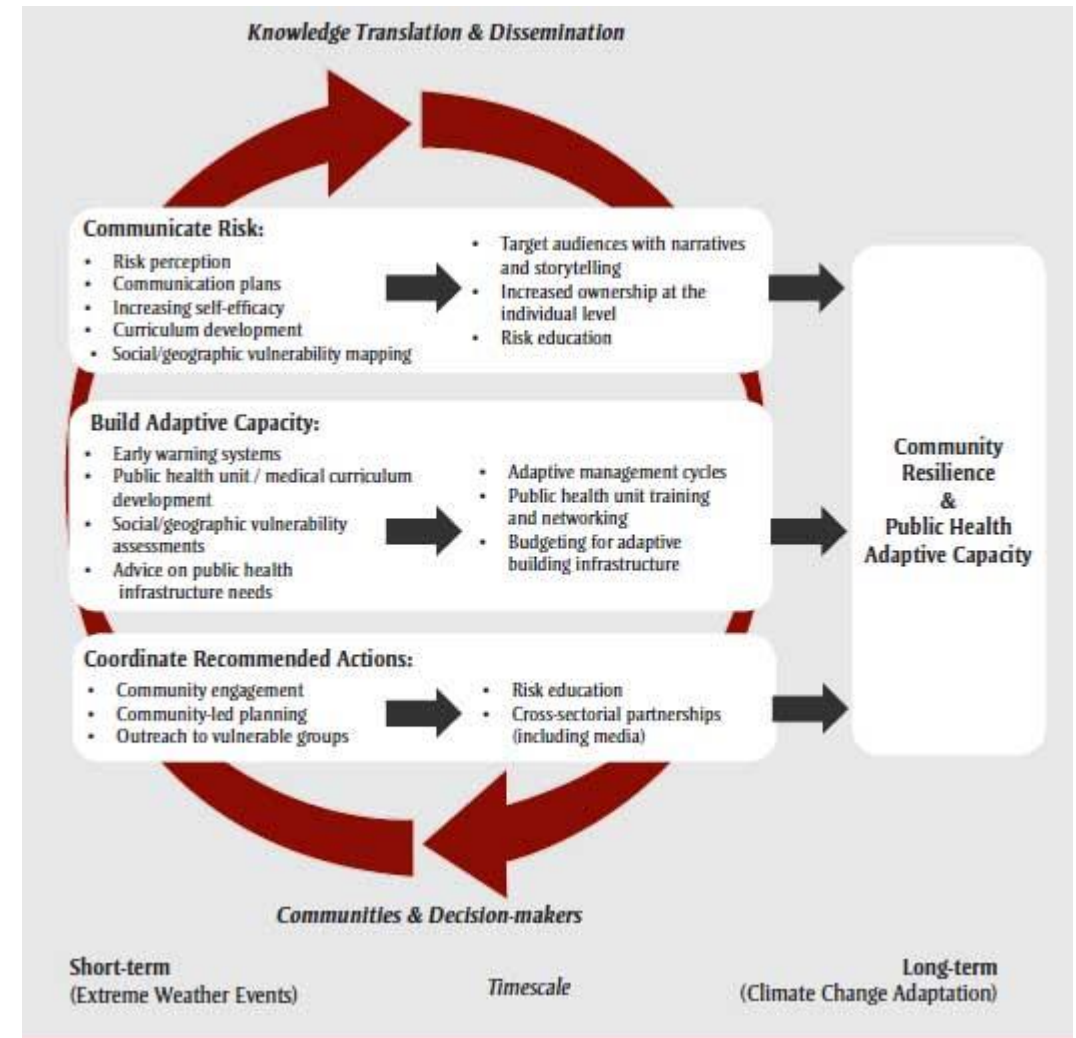 Knowledge Translation & Dissemination
Communicate Risk:
• Risk perception
• Communication plans
• Increasing self-efficacy
• Curriculum development
• Social/geographic vulnerability mapping
• Target audiences with narratives
and storytelling
• Increased ownership at the
individual level
• Risk education
Build Adaptive Capacity:
• Early warning systems
• Public health unit / medical curriculum
development
• Social/geographic vulnerability
assessments
• Advice on public health
infrastructure needs
• Adaptive management cycles
• Public health unit training
and networking
• Budgeting for adaptive
building infrastructure
Coordinate Recommended Actions:
• Community engagement
• Community-led planning
• Outreach to vulnerable groups
• Risk education
• Cross-sectorial partnerships
(including media)
Community
Resilience
&
Public Health
Adaptive Capacity
Communities & Decision-makers
Short-term
(Extreme Weather Events)
Timescale
Long-term
(Climate Change Adaptation)